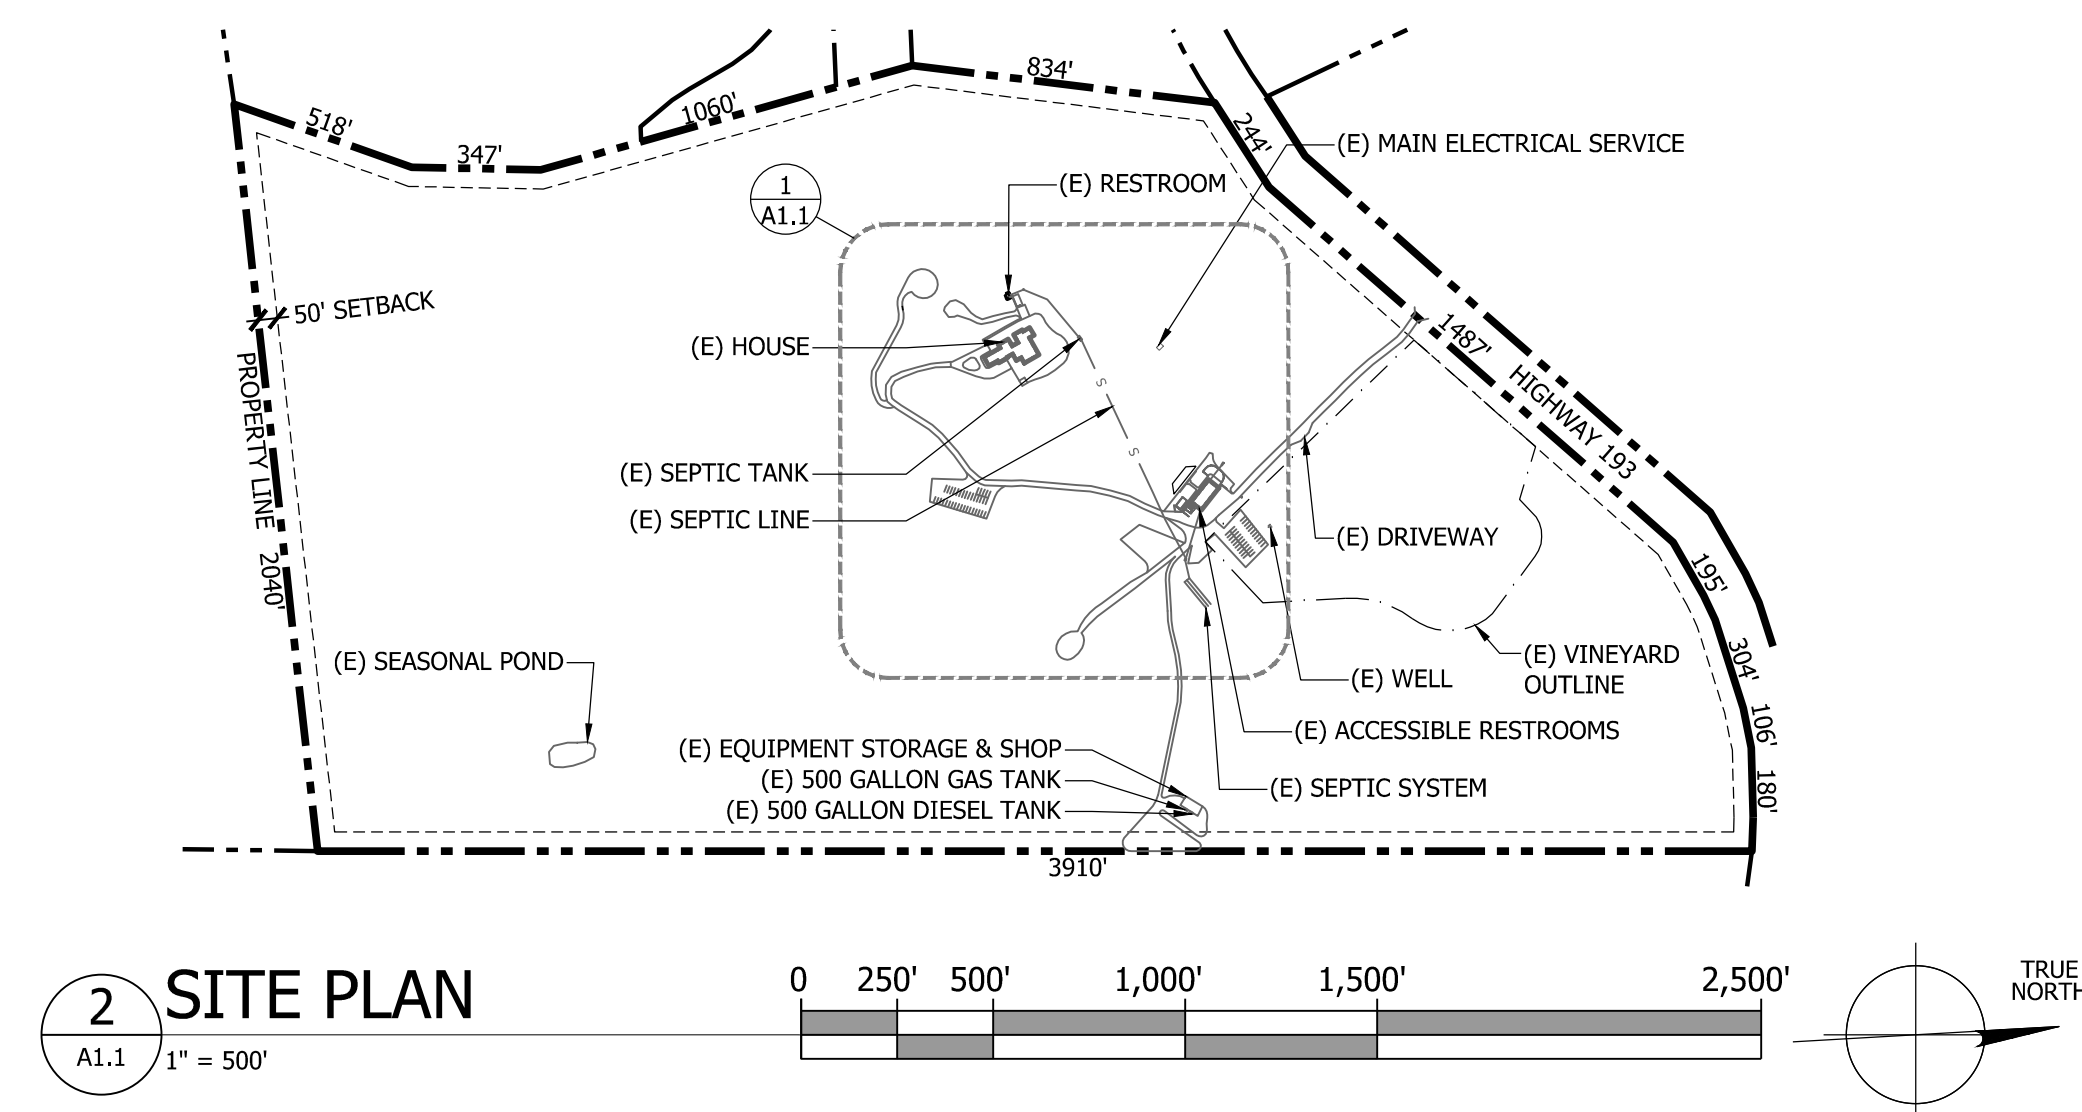 834'
518'
1060'
347'
244'
(E) MAIN ELECTRICAL SERVICE
1
A1.1
(E) RESTROOM
50' SETBACK
(E) HOUSE
1487'
HIGHWAY 193
PROPERTY LINE 2040'
S
S
(E) SEPTIC TANK
(E) SEPTIC LINE
(E) DRIVEWAY
195'
(E) SEASONAL POND
(E) VINEYARD
OUTLINE
304'
(E) WELL
106'
(E) ACCESSIBLE RESTROOMS
(E) EQUIPMENT STORAGE & SHOP
(E) 500 GALLON GAS TANK
(E) SEPTIC SYSTEM
180'
(E) 500 GALLON DIESEL TANK
3910'
2
A1.1
SITE PLAN
1" = 500'
0 250' 500' 1,000' 1,500' 2,500'
TRUE
NORTH